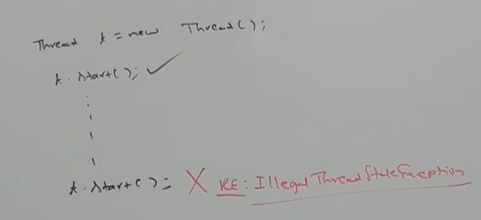 Thread t = new Thread();
t.start(); ✓
t.start(); X RE: IllegalThreadStateException